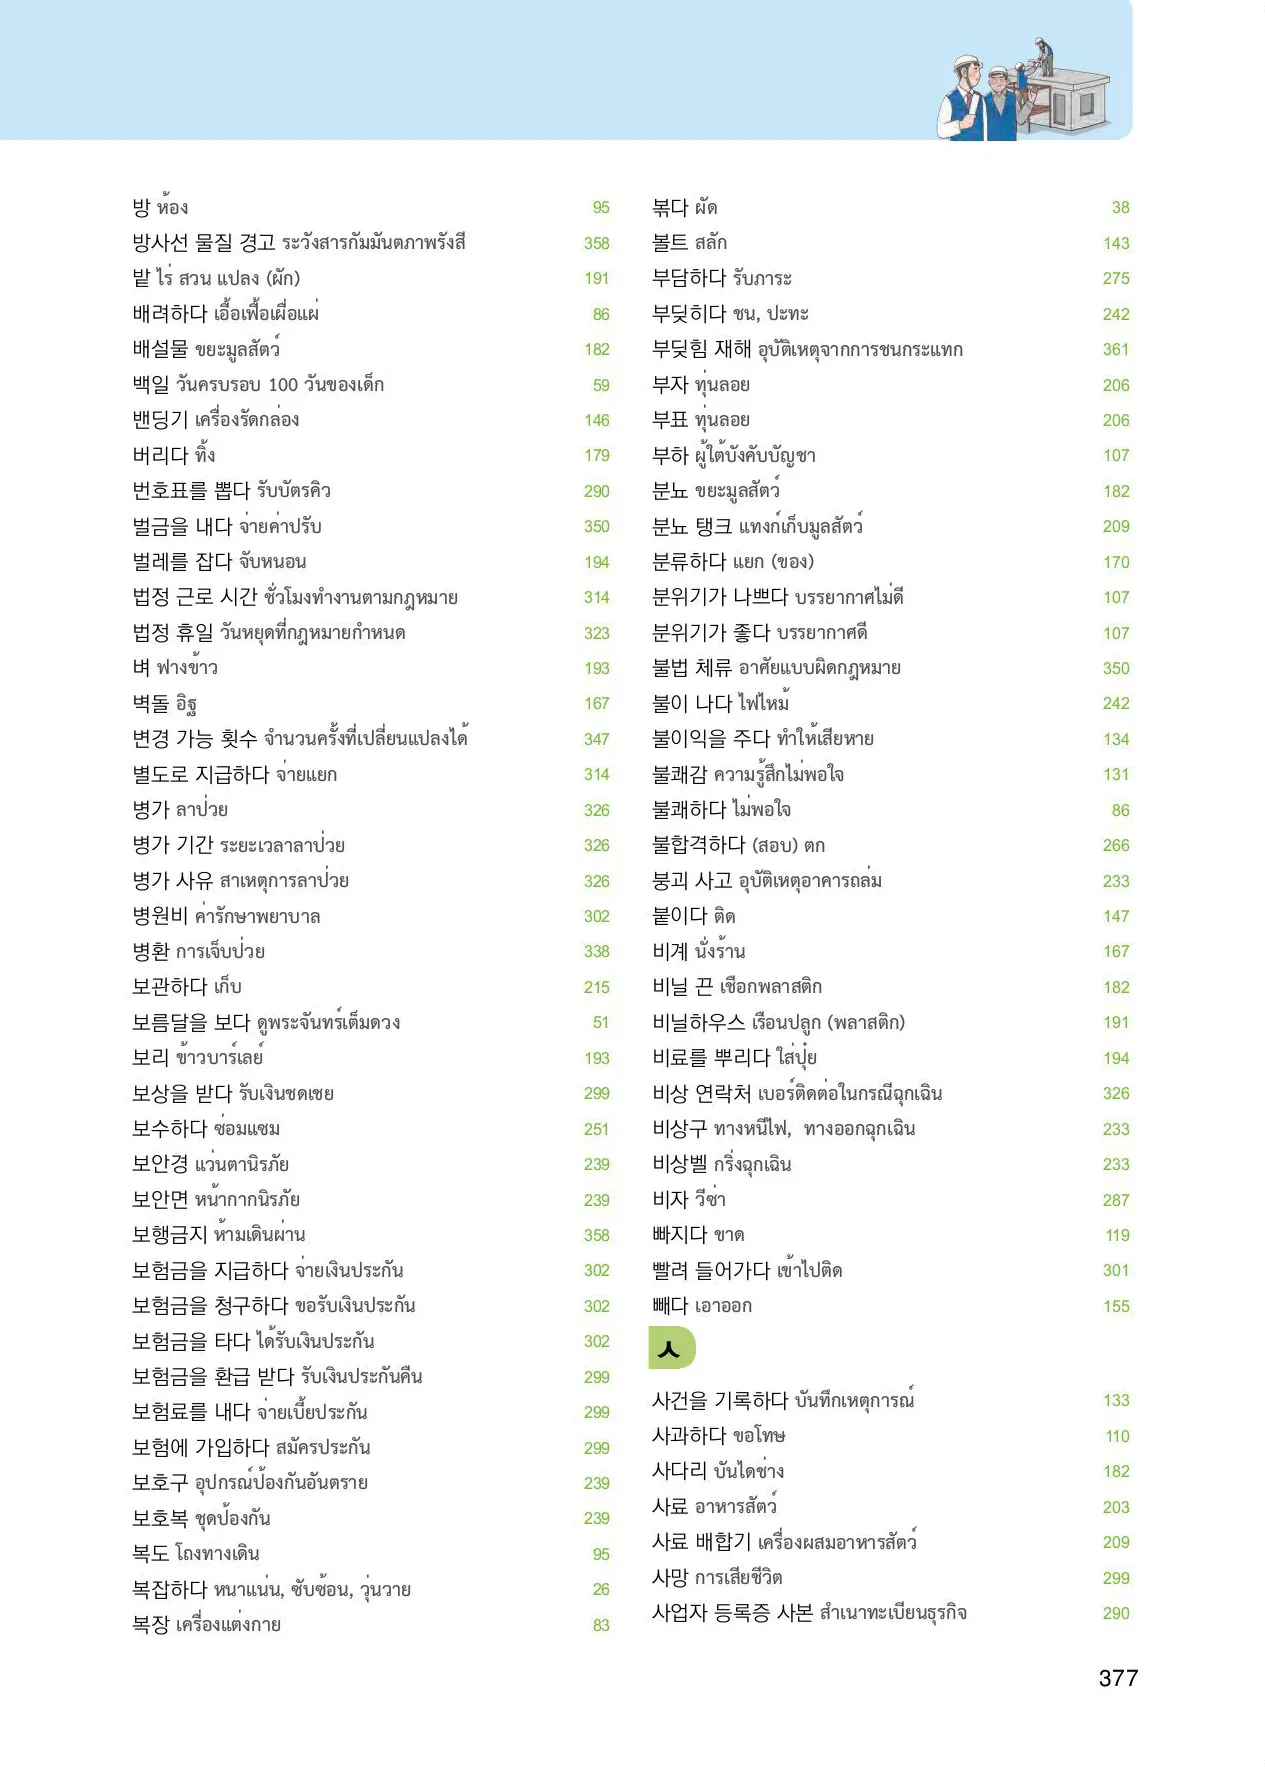 방 ห้อง 95
방사선 물질 경고 ระวังสารกัมมันตภาพรังสี 358
밭 ไร่ สวน แปลง (ผัก) 191
배려하다 เอื้อเฟื้อเผื่อแผ่ 86
배설물 ขยะมูลสัตว์ 182
백일 วันครบรอบ 100 วันของเด็ก 59
밴딩기 เครื่องรัดกล่อง 146
버리다 ทิ้ง 179
번호표를 뽑다 รับบัตรคิว 290
벌금을 내다 จ่ายค่าปรับ 350
벌레를 잡다 จับหนอน 194
법정 근로 시간 ชั่วโมงทำงานตามกฎหมาย 314
법정 휴일 วันหยุดที่กฎหมายกำหนด 323
벼 ฟางข้าว 193
벽돌 อิฐ 167
변경 가능 횟수 จำนวนครั้งที่เปลี่ยนแปลงได้ 347
별도로 지급하다 จ่ายแยก 314
병가 ลาป่วย 326
병가 기간 ระยะเวลาลาป่วย 326
병가 사유 สาเหตุการลาป่วย 326
병원비 ค่ารักษาพยาบาล 302
병환 การเจ็บป่วย 338
보관하다 เก็บ 215
보름달을 보다 ดูพระจันทร์เต็มดวง 51
보리 ข้าวบาร์เลย์ 193
보상을 받다 รับเงินชดเชย 299
보수하다 ซ่อมแซม 251
보안경 แว่นตานิรภัย 239
보안면 หน้ากากนิรภัย 239
보행금지 ห้ามเดินผ่าน 358
보험금을 지급하다 จ่ายเงินประกัน 302
보험금을 청구하다 ขอรับเงินประกัน 302
보험금을 타다 ได้รับเงินประกัน 302
보험금을 환급 받다 รับเงินประกันคืน 299
보험료를 내다 จ่ายเบี้ยประกัน 299
보험에 가입하다 สมัครประกัน 299
보호구 อุปกรณ์ป้องกันอันตราย 239
보호복 ชุดป้องกัน 239
복도 โถงทางเดิน 95
복잡하다 หนาแน่น, ซับซ้อน, วุ่นวาย 26
복장 เครื่องแต่งกาย 83
볶다 ผัด 38
볼트 สลัก 143
부담하다 รับภาระ 275
부딪히다 ชน, ปะทะ 242
부딪힘 재해 อุบัติเหตุจากการชนกระแทก 361
부자 ทุ่นลอย 206
부표 ทุ่นลอย 206
부하 ผู้ใต้บังคับบัญชา 107
분뇨 ขยะมูลสัตว์ 182
분뇨 탱크 แทงก์เก็บมูลสัตว์ 209
분류하다 แยก (ของ) 170
분위기가 나쁘다 บรรยากาศไม่ดี 107
분위기가 좋다 บรรยากาศดี 107
불법 체류 อาศัยแบบผิดกฎหมาย 350
불이 나다 ไฟไหม้ 242
불이익을 주다 ทำให้เสียหาย 134
불쾌감 ความรู้สึกไม่พอใจ 131
불쾌하다 ไม่พอใจ 86
불합격하다 (สอบ) ตก 266
붕괴 사고 อุบัติเหตุอาคารถล่ม 233
붙이다 ติด 147
비계 นั่งร้าน 167
비닐 끈 เชือกพลาสติก 182
비닐하우스 เรือนปลูก (พลาสติก) 191
비료를 뿌리다 ใส่ปุ๋ย 194
비상 연락처 เบอร์ติดต่อในกรณีฉุกเฉิน 326
비상구 ทางหนีไฟ, ทางออกฉุกเฉิน 233
비상벨 กริ่งฉุกเฉิน 233
비자 วีซ่า 287
빠지다 ขาด 119
빨려 들어가다 เข้าไปติด 301
빼다 เอาออก 155
ㅅ
사건을 기록하다 บันทึกเหตุการณ์ 133
사과하다 ขอโทษ 110
사다리 บันไดช่าง 182
사료 อาหารสัตว์ 203
사료 배합기 เครื่องผสมอาหารสัตว์ 209
사망 การเสียชีวิต 299
사업자 등록증 사본 สำเนาทะเบียนธุรกิจ 290
377